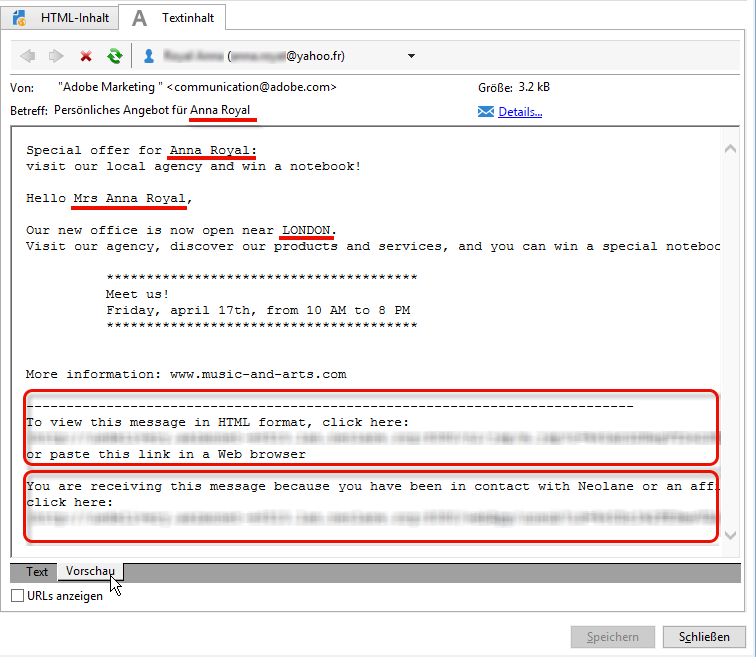 HTML-Inhalt
Textinhalt
@yahoo.fr)
Von: "Adobe Marketing " <communication@adobe.com>
Größe: 3.2 kB
Betreff: Persönliches Angebot für Anna Royal
Details...
Special offer for Anna Royal:
visit our local agency and win a notebook!
Hello Mrs Anna Royal,
Our new office is now open near LONDON.
Visit our agency, discover our products and services, and you can win a special noteboo
***************************************
Meet us!
Friday, april 17th, from 10 AM to 8 PM
***************************************
More information: www.music-and-arts.com
----------------------------------------------------------------------------
To view this message in HTML format, click here:
or paste this link in a Web browser
You are receiving this message because you have been in contact with Neolane or an affi
click here:
Text
Vorschau
URLs anzeigen
Speichern
Schließen